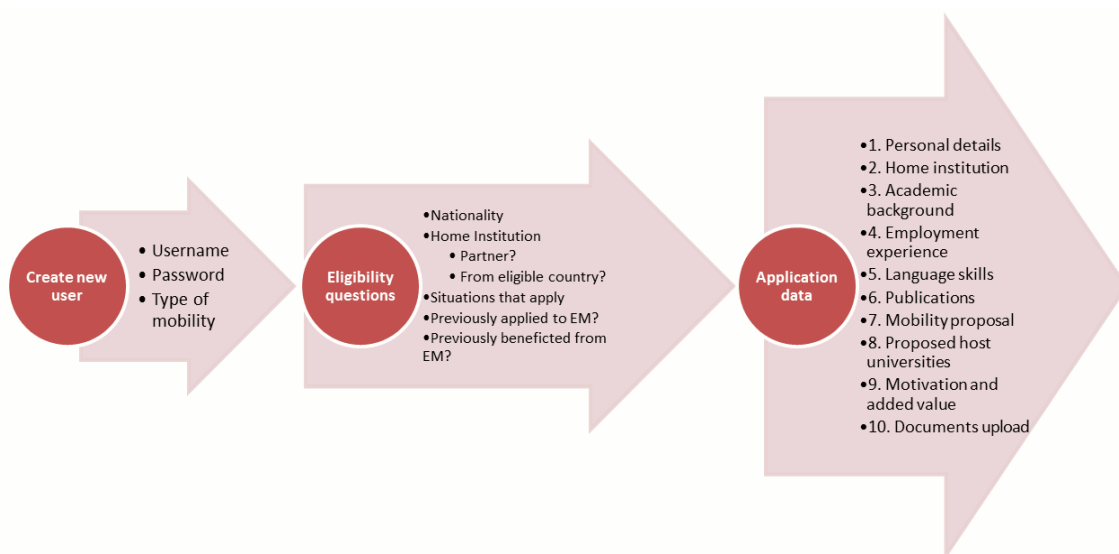 Create new
user
• Username
• Password
• Type of
mobility
Eligibility
questions
•Nationality
•Home Institution
• Partner?
• From eligible country?
•Situations that apply
•Previously applied to EM?
•Previously beneficted from
EM?
Application
data
•1. Personal details
•2. Home institution
•3. Academic
background
•4. Employment
experience
•5. Language skills
•6. Publications
•7. Mobility proposal
•8. Proposed host
universities
•9. Motivation and
added value
•10. Documents upload